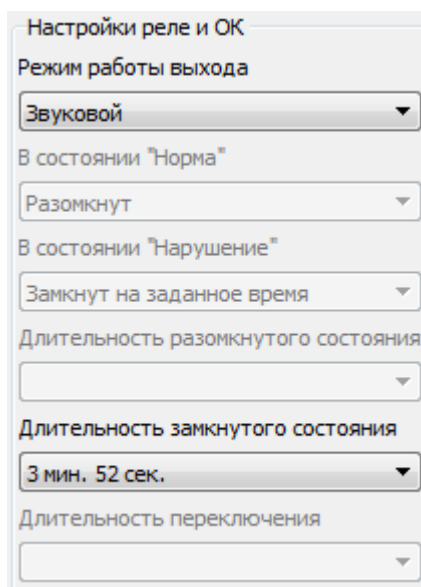 Настройки реле и ОК
Режим работы выхода
Звуковой
В состоянии "Норма"
Разомкнут
В состоянии "Нарушение"
Замкнут на заданное время
Длительность разомкнутого состояния
Длительность замкнутого состояния
3 мин. 52 сек.
Длительность переключения